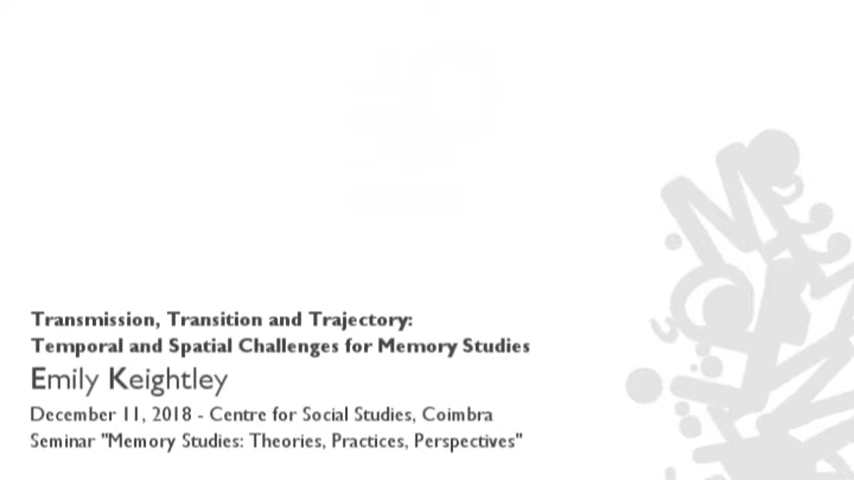 Transmission, Transition and Trajectory:
Temporal and Spatial Challenges for Memory Studies
Emily Keightley
December 11, 2018 - Centre for Social Studies, Coimbra
Seminar "Memory Studies: Theories, Practices, Perspectives"